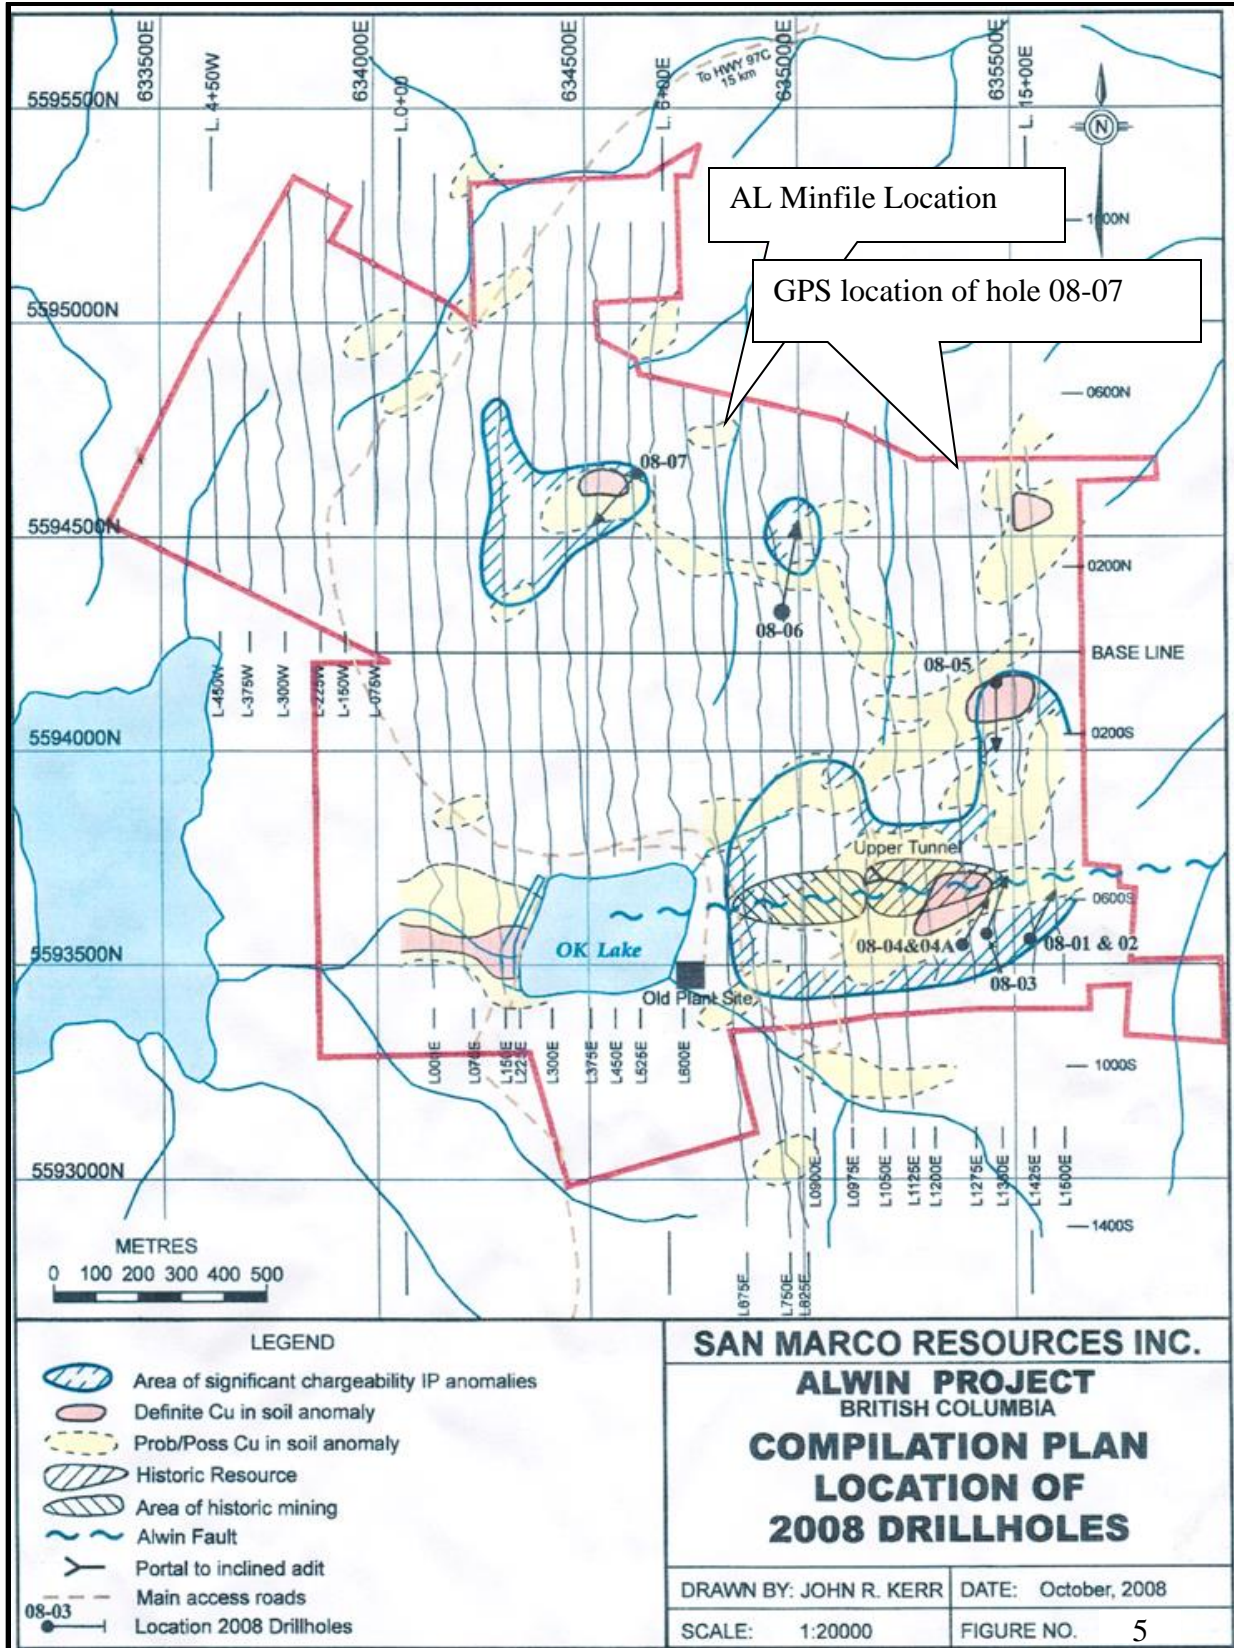 633500E
L. 4+50W
634000E
L.0+00
634500E
L. 6+00E
To HWY 97C
15 km
635000E
635500E
L. 15+00E
5595500N
N
AL Minfile Location
GPS location of hole 08-07
5595000N
0600N
08-07
5594500N
0200N
08-06
BASE LINE
08-05
L-450W
L-375W
L-300W
L-225W
L-150W
L-075W
5594000N
0200S
Upper Tunnel
0600S
OK Lake
08-04&04A
08-01 & 02
5593500N
08-03
Old Plant Site
L000E
L075E
L150E
L225E
L300E
L375E
L450E
L525E
L600E
1000S
5593000N
L0900E
L0975E
L1050E
L1125E
L1200E
L1275E
L1350E
L1425E
L1500E
1400S
METRES
0 100 200 300 400 500
L675E
L750E
L825E
LEGEND
Area of significant chargeability IP anomalies
Definite Cu in soil anomaly
Prob/Poss Cu in soil anomaly
Historic Resource
Area of historic mining
Alwin Fault
Portal to inclined adit
Main access roads
08-03
Location 2008 Drillholes
SAN MARCO RESOURCES INC.
ALWIN PROJECT
BRITISH COLUMBIA
COMPILATION PLAN
LOCATION OF
2008 DRILLHOLES
DRAWN BY: JOHN R. KERR
DATE: October, 2008
SCALE: 1:20000
FIGURE NO. 5